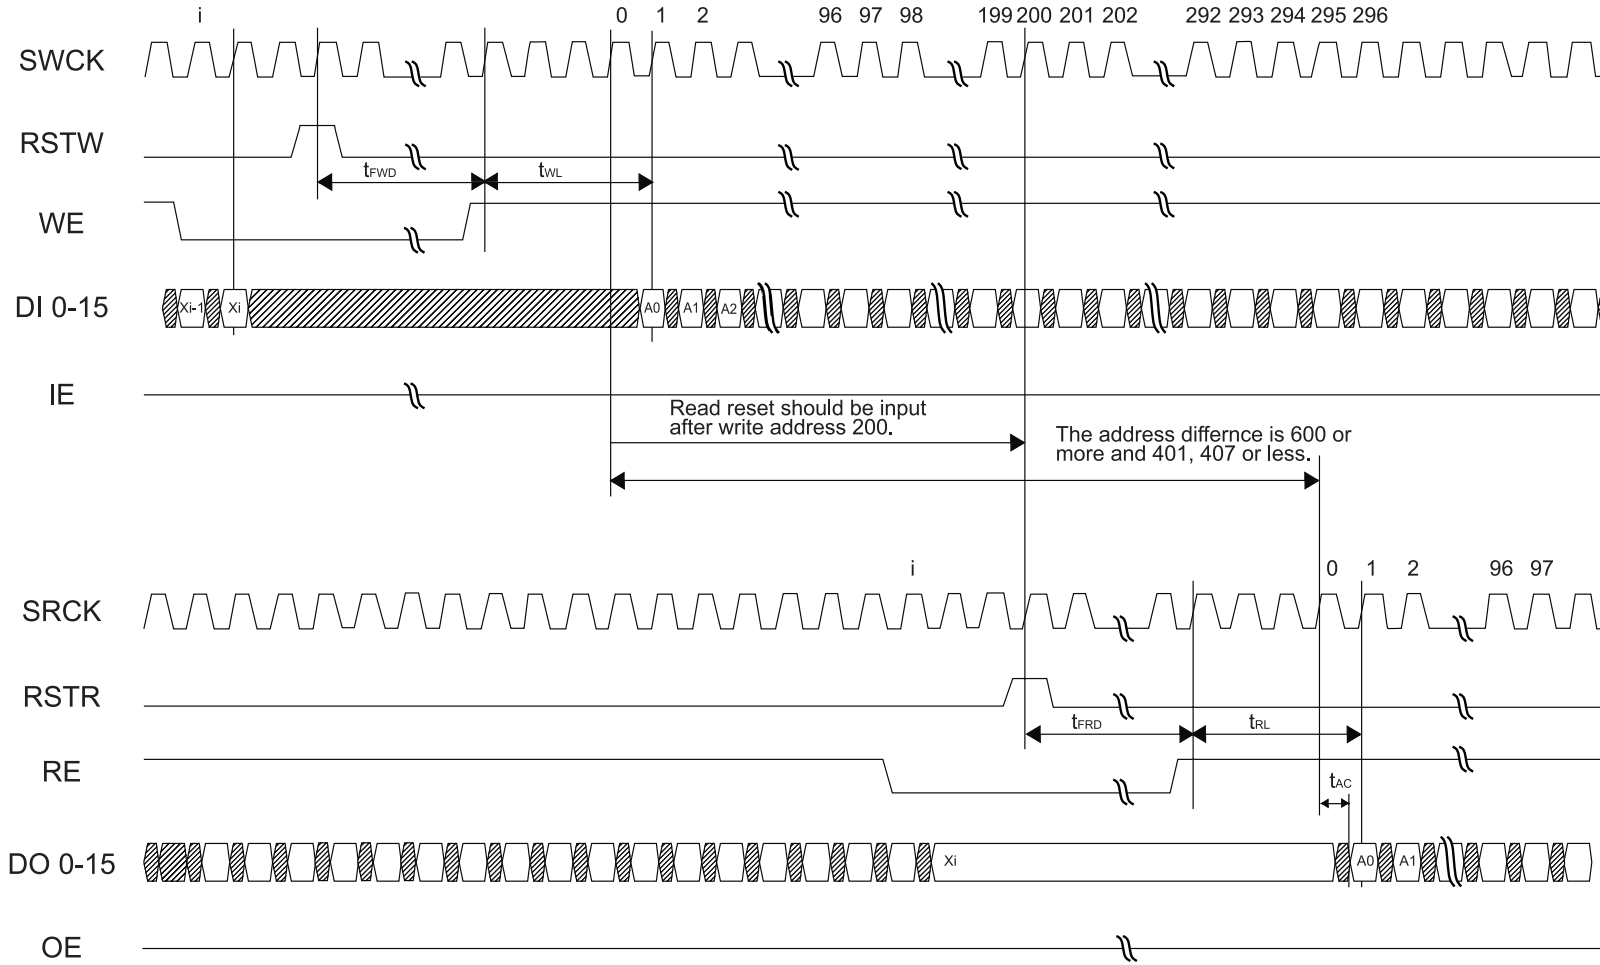 i 0 1 2 96 97 98 199 200 201 202 292 293 294 295 296
SWCK
RSTW
tFWD tWL
WE
DI 0-15 Xi-1 Xi A0 A1 A2
IE
Read reset should be input
after write address 200.
The address differnce is 600 or
more and 401, 407 or less.
i 0 1 2 96 97
SRCK
RSTR
tFRD tRL
RE
tAC
DO 0-15 Xi A0 A1
OE